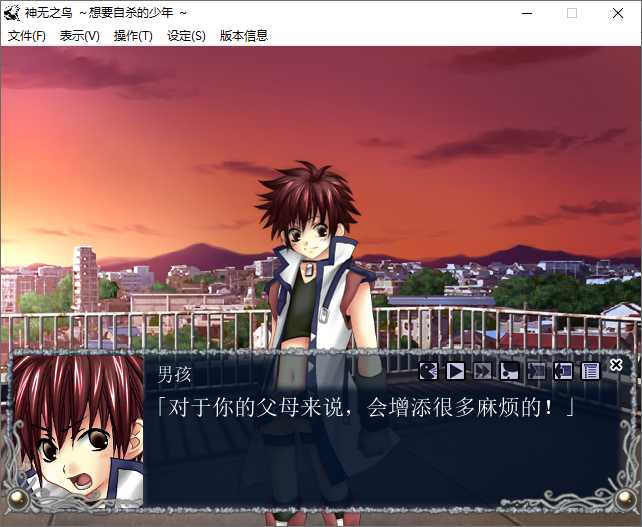 神无之鸟 ～想要自杀的少年 ～
文件(F) 表示(V) 操作(T) 设定(S) 版本信息
男孩
「对于你的父母来说，会增添很多麻烦的！」